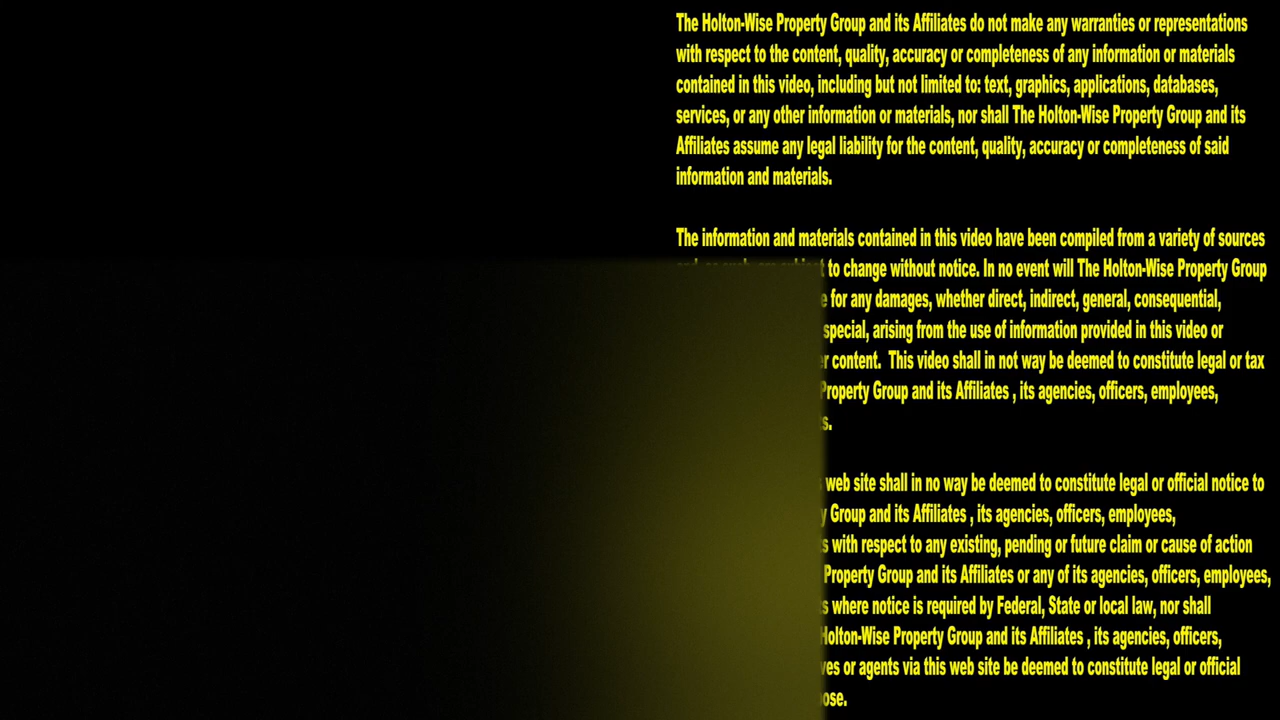 The Holton-Wise Property Group and its Affiliates do not make any warranties or representations
with respect to the content, quality, accuracy or completeness of any information or materials
contained in this video, including but not limited to: text, graphics, applications, databases,
services, or any other information or materials, nor shall The Holton-Wise Property Group and its
Affiliates assume any legal liability for the content, quality, accuracy or completeness of said
information and materials.
The information and materials contained in this video have been compiled from a variety of sources
to change without notice. In no event will The Holton-Wise Property Group
for any damages, whether direct, indirect, general, consequential,
special, arising from the use of information provided in this video or
content. This video shall in not way be deemed to constitute legal or tax
Property Group and its Affiliates , its agencies, officers, employees,
web site shall in no way be deemed to constitute legal or official notice to
Group and its Affiliates , its agencies, officers, employees,
with respect to any existing, pending or future claim or cause of action
Property Group and its Affiliates or any of its agencies, officers, employees,
where notice is required by Federal, State or local law, nor shall
Holton-Wise Property Group and its Affiliates , its agencies, officers,
or agents via this web site be deemed to constitute legal or official